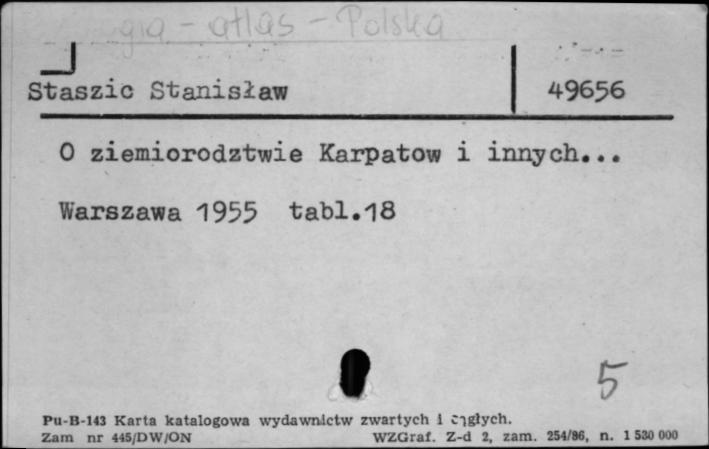 - atlas - Polska
Staszic Stanisław 49656
O ziemiorodztwie Karpatow i innych...
Warszawa 1955 tabl.18
5
Pu-B-143 Karta katalogowa wydawnictw zwartych i ciągłych.
Zam nr 445/DW/ON WZGraf. Z-d 2, zam. 254/86, n. 1 530 000